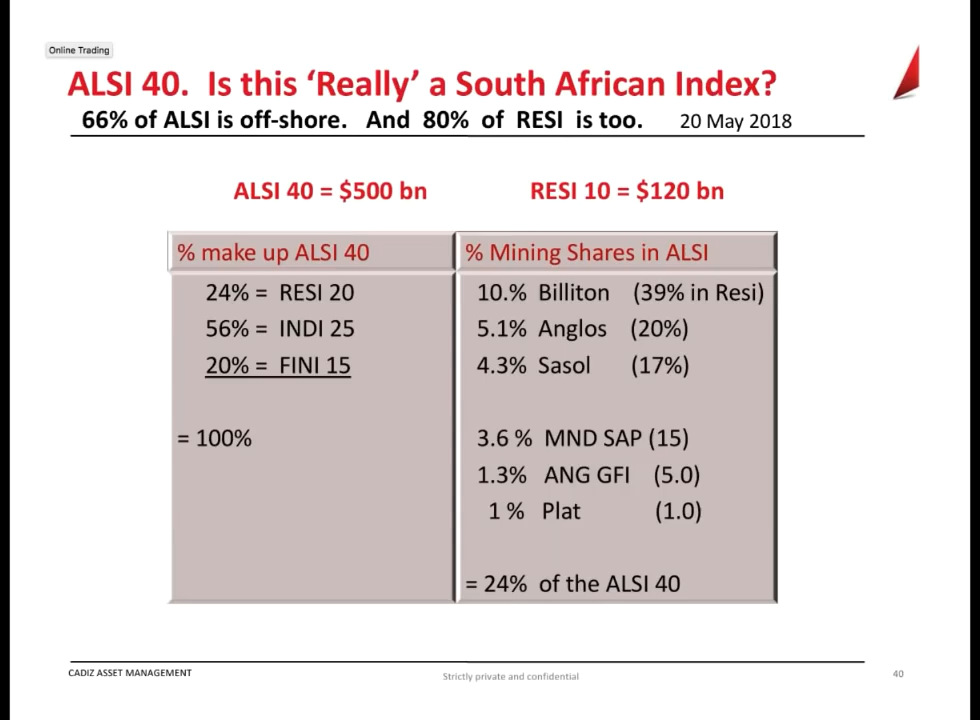 Online Trading
ALSI 40. Is this ‘Really’ a South African Index?
66% of ALSI is off-shore. And 80% of RESI is too. 20 May 2018
ALSI 40 = $500 bn
RESI 10 = $120 bn
% make up ALSI 40
24% = RESI 20
56% = INDI 25
20% = FINI 15
= 100%
% Mining Shares in ALSI
10.% Billiton (39% in Resi)
5.1% Anglos (20%)
4.3% Sasol (17%)
3.6 % MND SAP (15)
1.3% ANG GFI (5.0)
1 % Plat (1.0)
= 24% of the ALSI 40
CADIZ ASSET MANAGEMENT
Strictly private and confidential
40